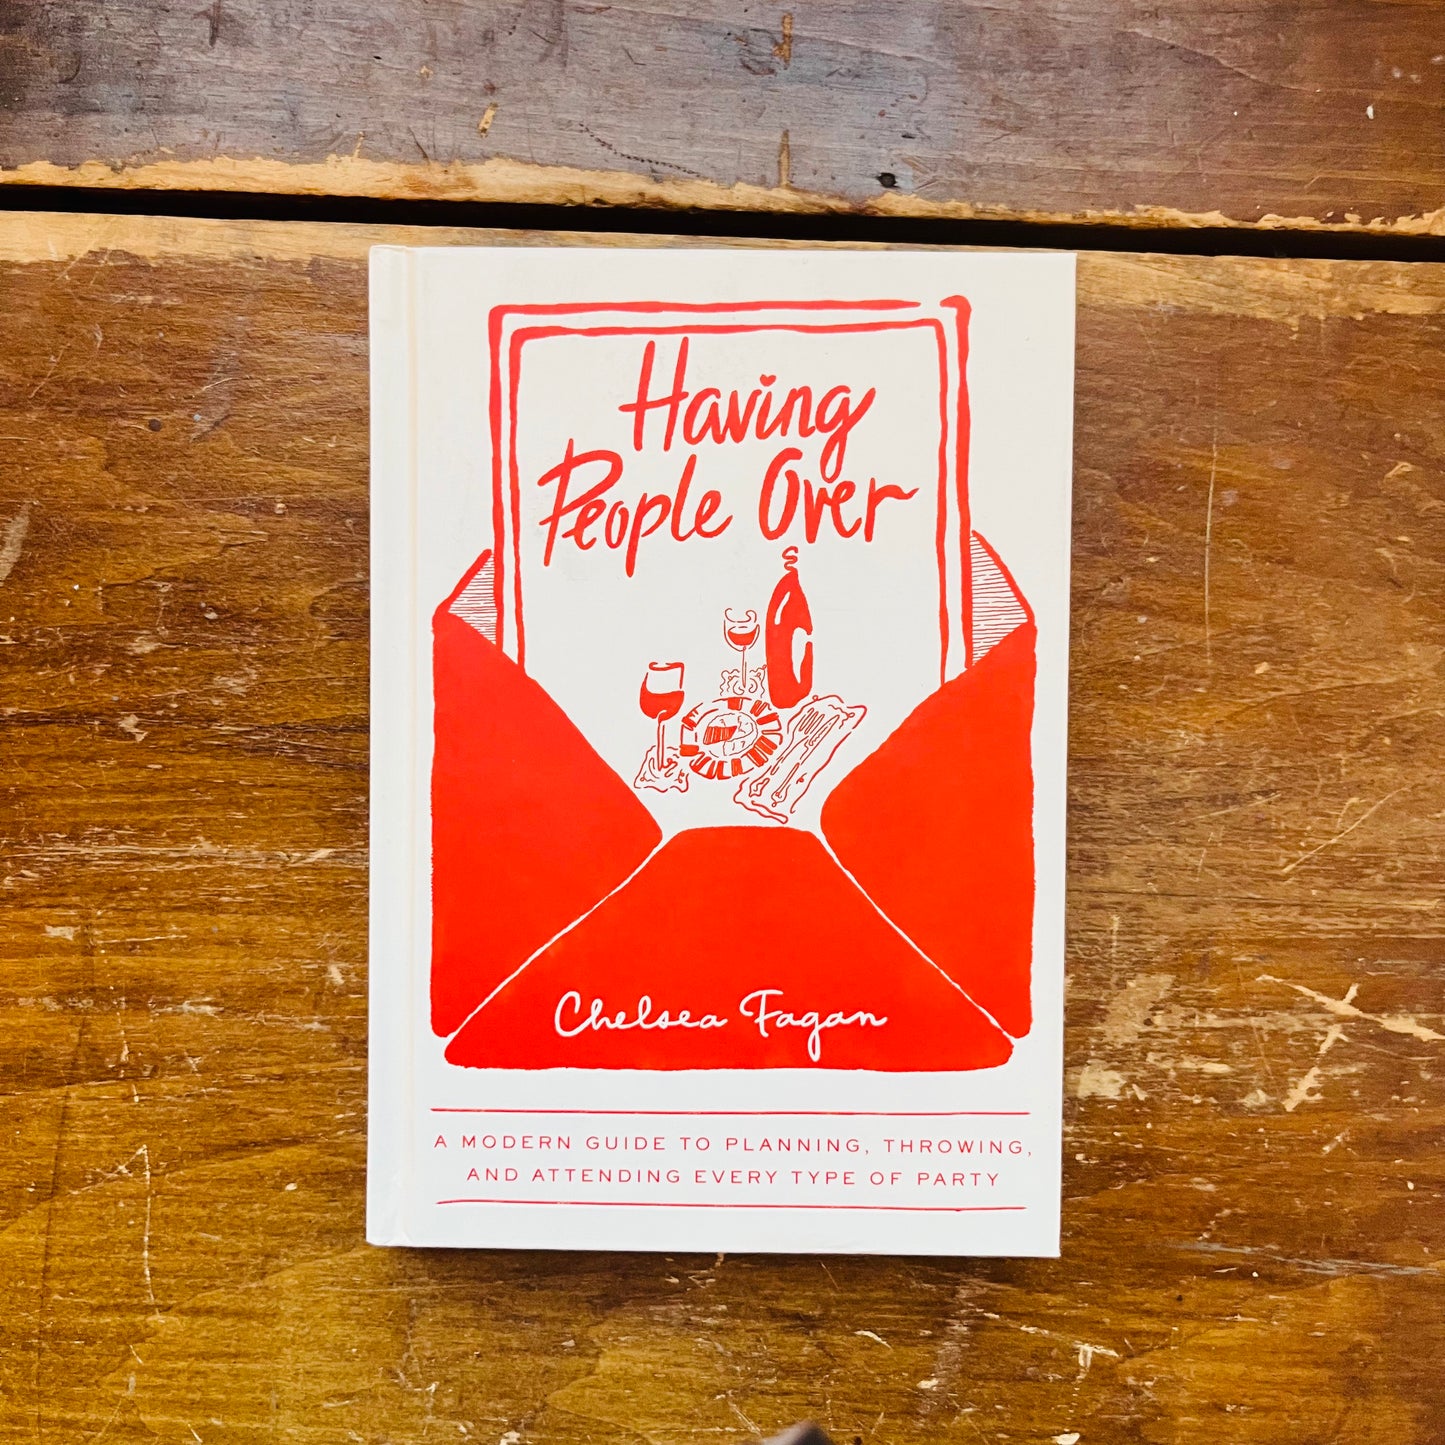 Having
People Over
Chelsea Fagan
A MODERN GUIDE TO PLANNING, THROWING,
AND ATTENDING EVERY TYPE OF PARTY